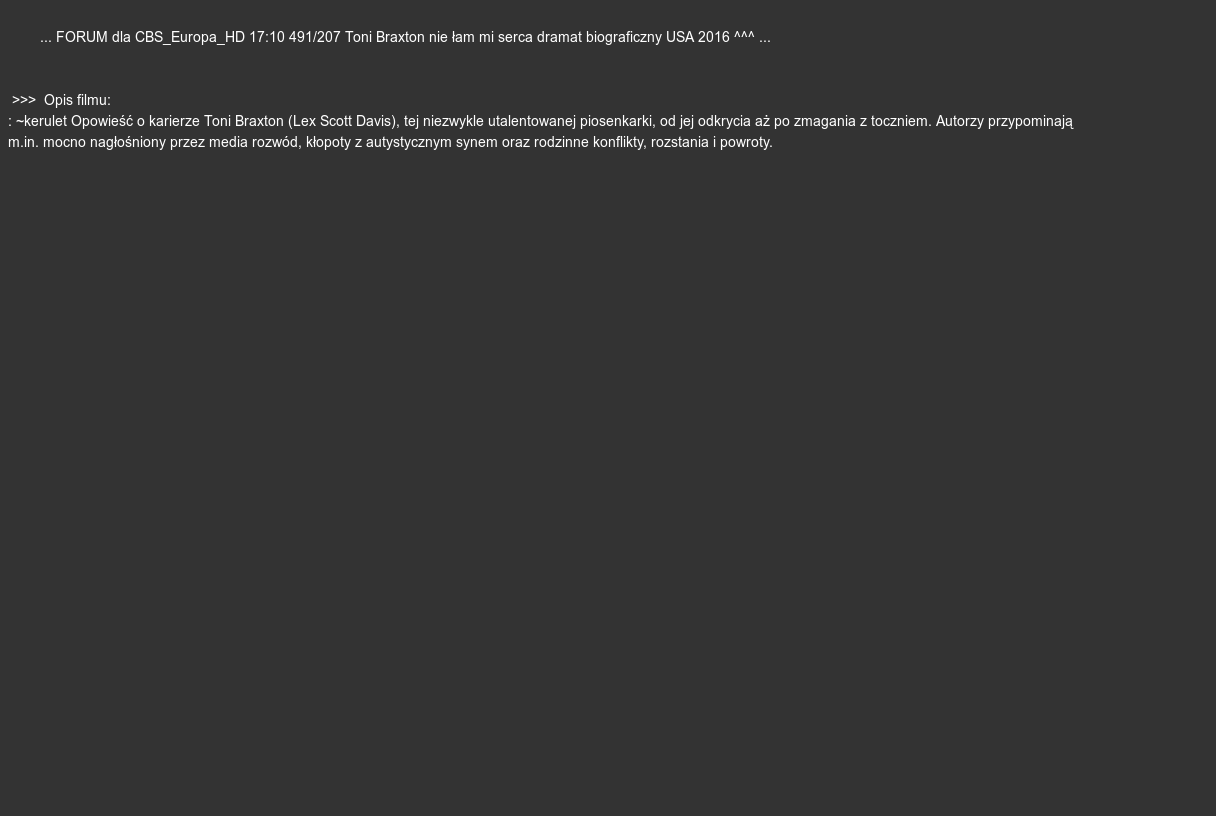 ... FORUM dla CBS_Europa_HD 17:10 491/207 Toni Braxton nie łam mi serca dramat biograficzny USA 2016 ^^^ ...
>>> Opis filmu:
: ~kerulet Opowieść o karierze Toni Braxton (Lex Scott Davis), tej niezwykle utalentowanej piosenkarki, od jej odkrycia aż po zmagania z toczniem. Autorzy przypominają
m.in. mocno nagłośniony przez media rozwód, kłopoty z autystycznym synem oraz rodzinne konflikty, rozstania i powroty.